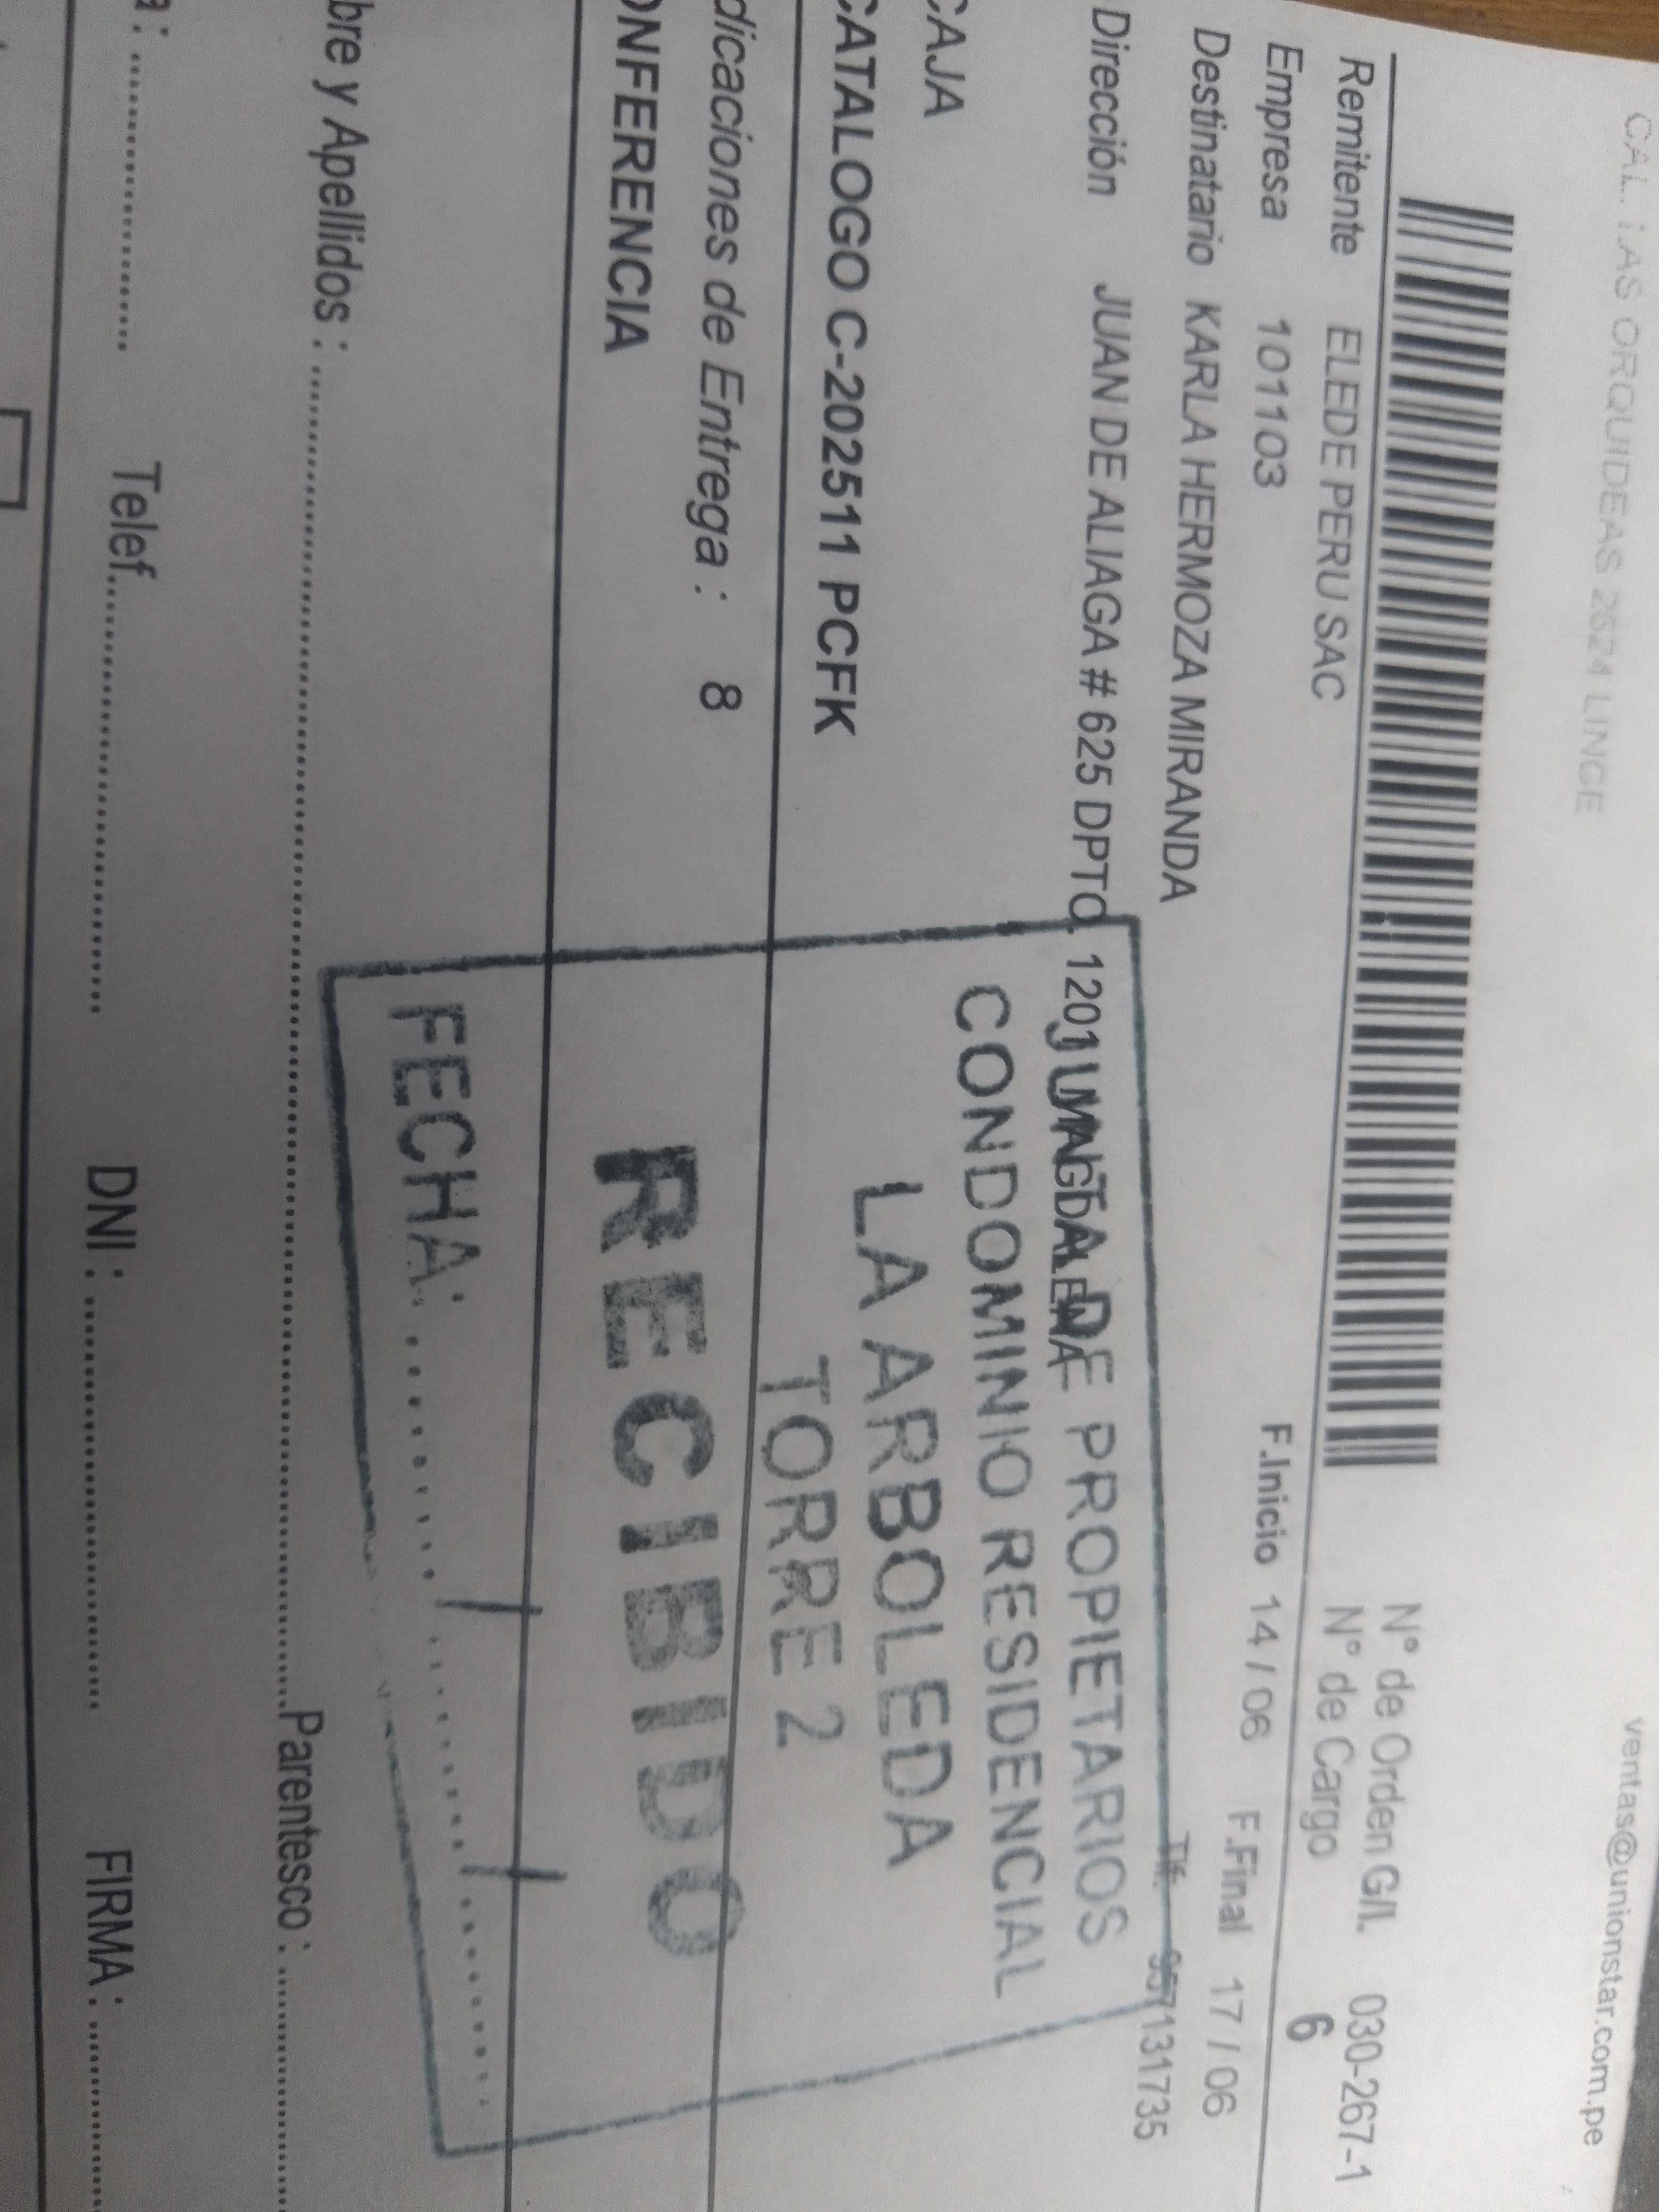 CAL. LAS ORQUIDEAS 2624 LINCE
ventas@unionstar.com.pe
N° de Orden G/I. 030-267-1
N° de Cargo 6
Remitente ELEDE PERU SAC
Empresa 101103
F.Inicio 14 / 06 F.Final 17 / 06
Destinatario KARLA HERMOZA MIRANDA
Tlf. 957131735
Dirección JUAN DE ALIAGA # 625 DPTO. 1201 MAGDALENA
CAJA
CATALOGO C-202511 PCFK
dicaciones de Entrega : 8
ONFERENCIA
JUNTA DE PROPIETARIOS
CONDOMINIO RESIDENCIAL
LA ARBOLEDA
TORRE 2
RECIBIDO
FECHA: ........./........./.........
bre y Apellidos : ..............................Parentesco : ..............
a : .................... Telef.............................. DNI : .............................. FIRMA : ..............